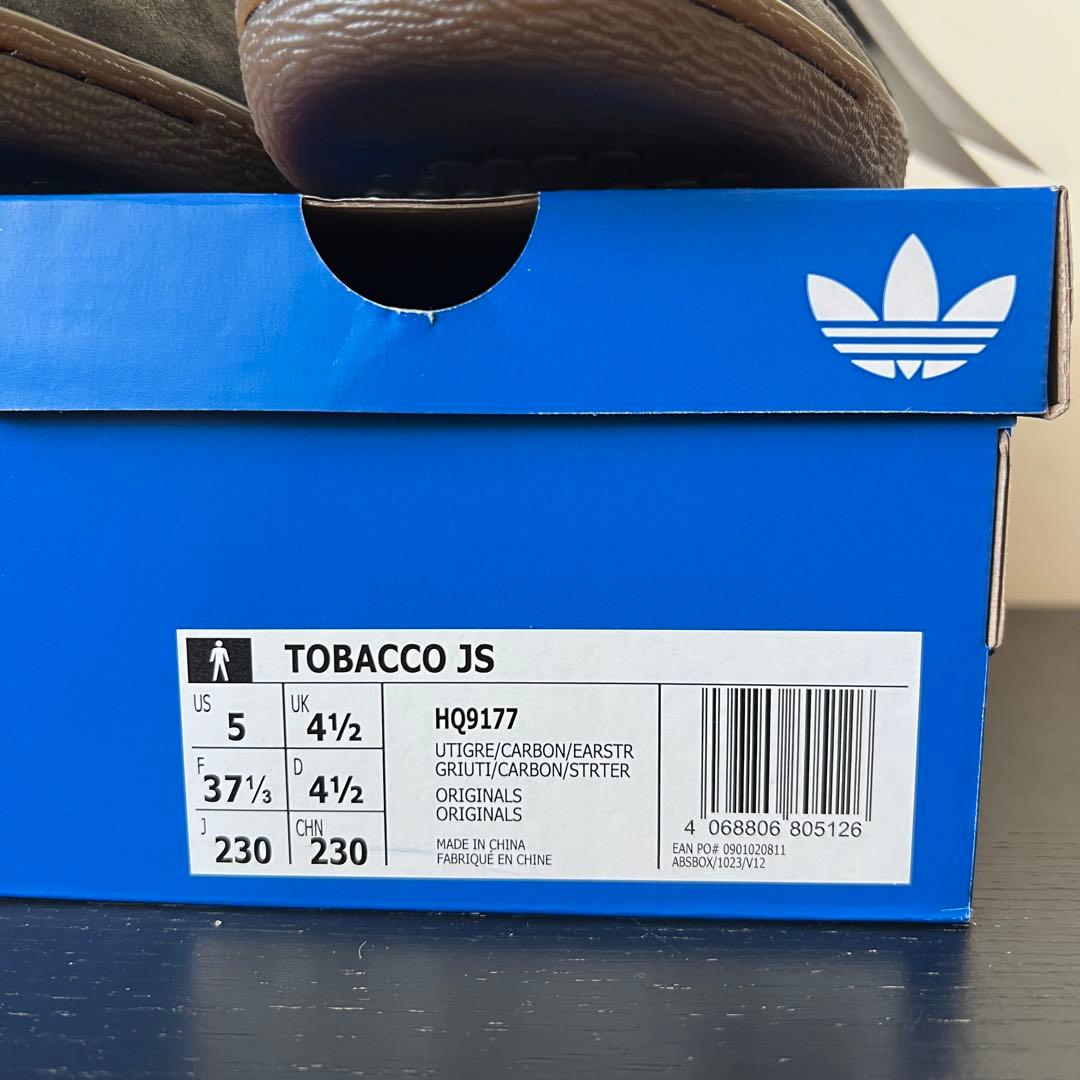 TOBACCO JS
US 5
UK 4½
F 37⅓
D 4½
J 230
CHN 230
HQ9177
UTIGRE/CARBON/EARSTR
GRIUTI/CARBON/STRTER
ORIGINALS
ORIGINALS
MADE IN CHINA
FABRIQUÉ EN CHINE
4 068806 805126
EAN PO# 0901020811
ABSBOX/1023/V12